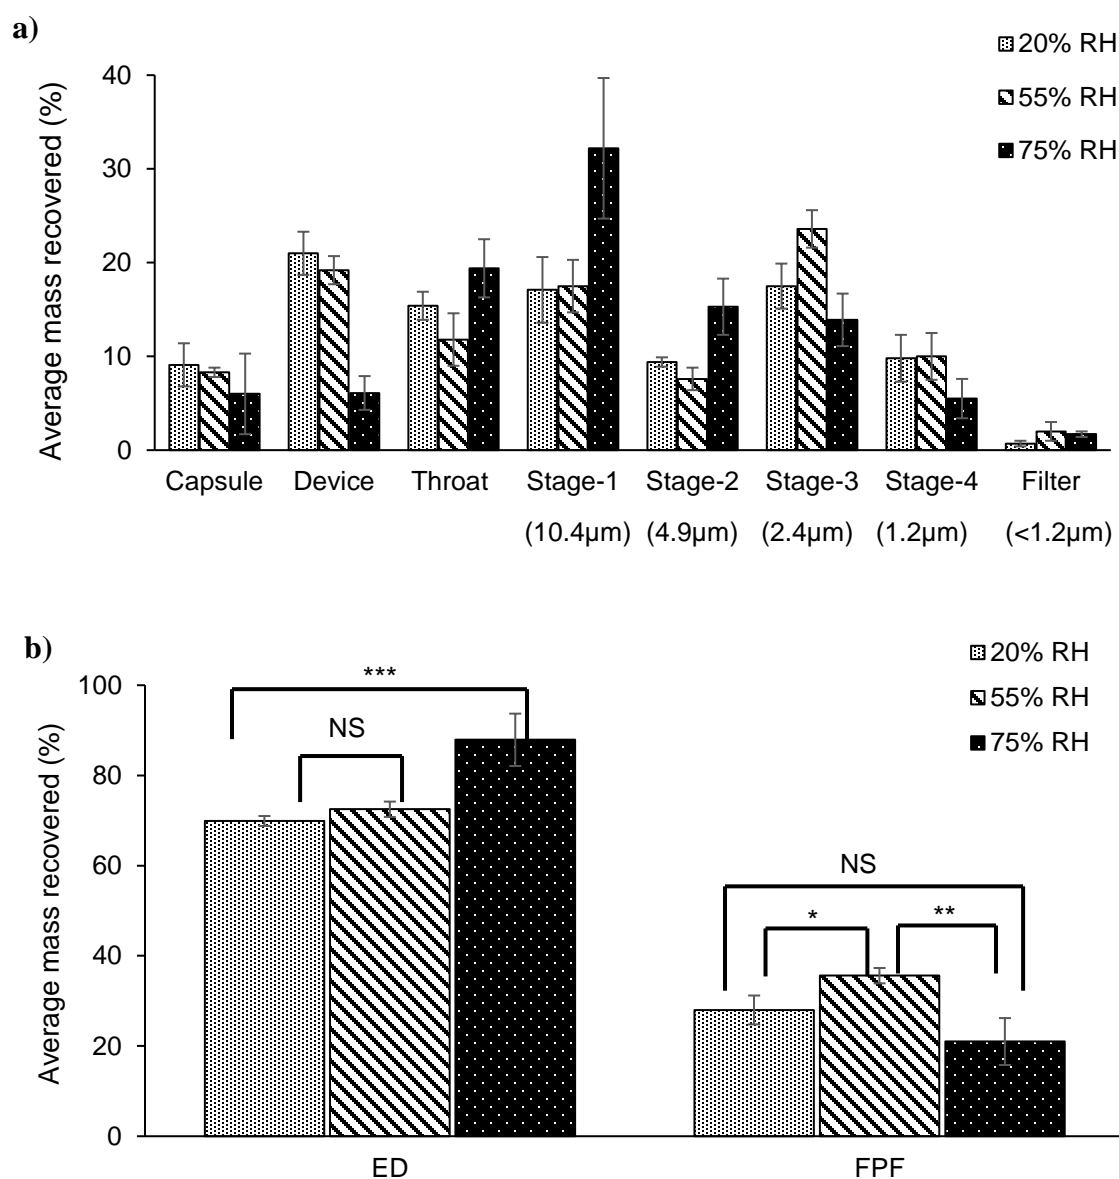 a)
20% RH
55% RH
75% RH
Average mass recovered (%)
40
30
20
10
0
Capsule Device Throat Stage-1 Stage-2 Stage-3 Stage-4 Filter
(10.4µm) (4.9µm) (2.4µm) (1.2µm) (<1.2µm)
b)
20% RH
55% RH
75% RH
Average mass recovered (%)
100
80
60
40
20
0
***
NS
NS
* **
ED FPF